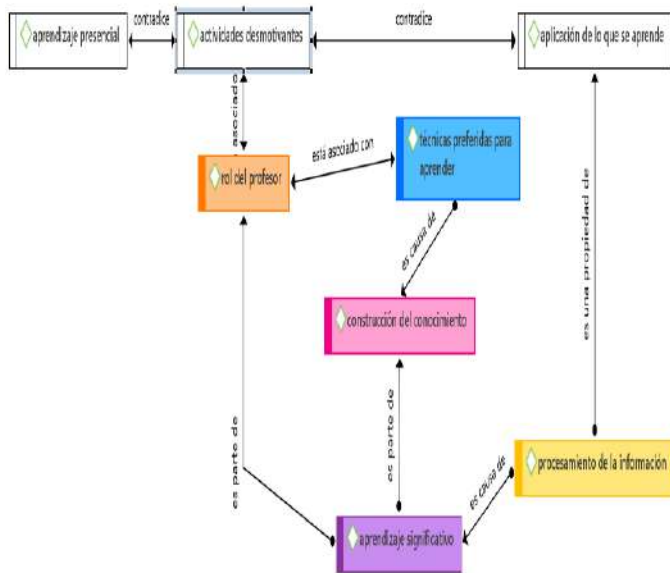 contradice
contradice
aprendizaje presencial
actividades desmotivantes
aplicación de lo que se aprende
asociado
está asociado con
técnicas preferidas para
aprender
rol del profesor
es causa de
es una propiedad de
construcción del conocimiento
es parte de
es parte de
procesamiento de la información
es causa de
aprendizaje significativo